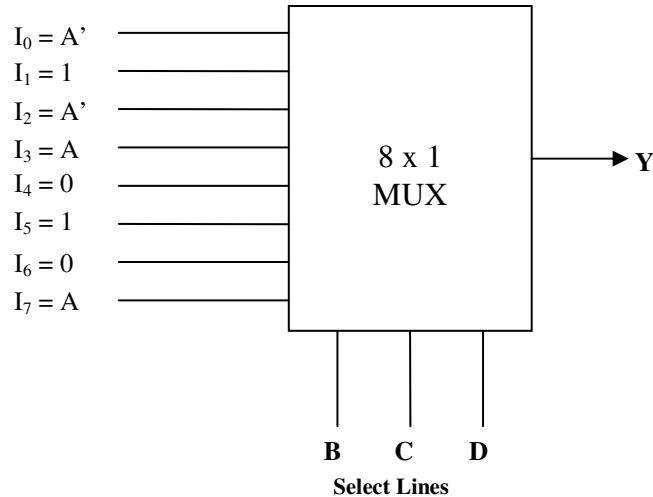 I₀ = A’
I₁ = 1
I₂ = A’
I₃ = A
I₄ = 0
I₅ = 1
I₆ = 0
I₇ = A
8 x 1
MUX
Y
B C D
Select Lines